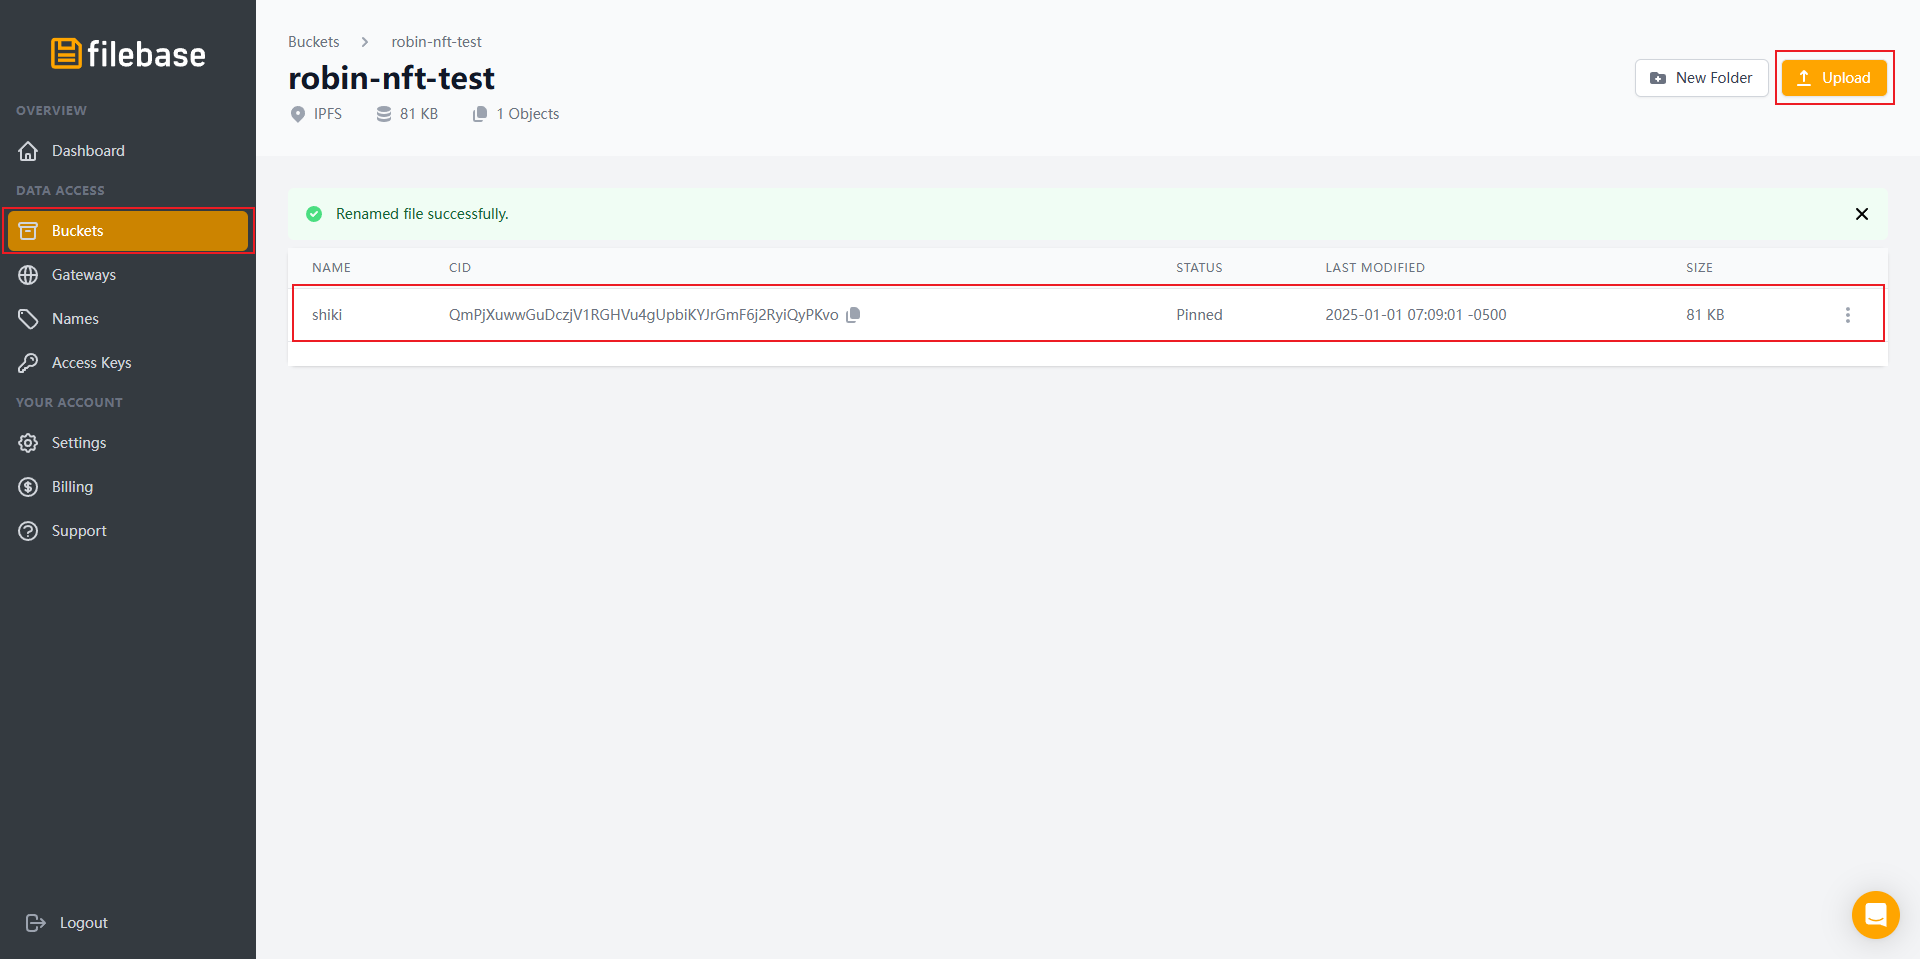 filebase
OVERVIEW
Dashboard
DATA ACCESS
Buckets
Gateways
Names
Access Keys
YOUR ACCOUNT
Settings
Billing
Support
Logout
Buckets > robin-nft-test
robin-nft-test
IPFS 81 KB 1 Objects
New Folder Upload
Renamed file successfully.
NAME CID STATUS LAST MODIFIED SIZE
shiki QmPjXuwwGuDczjV1RGHVu4gUpbiKYJrGmF6j2RyiQyPKvo Pinned 2025-01-01 07:09:01 -0500 81 KB